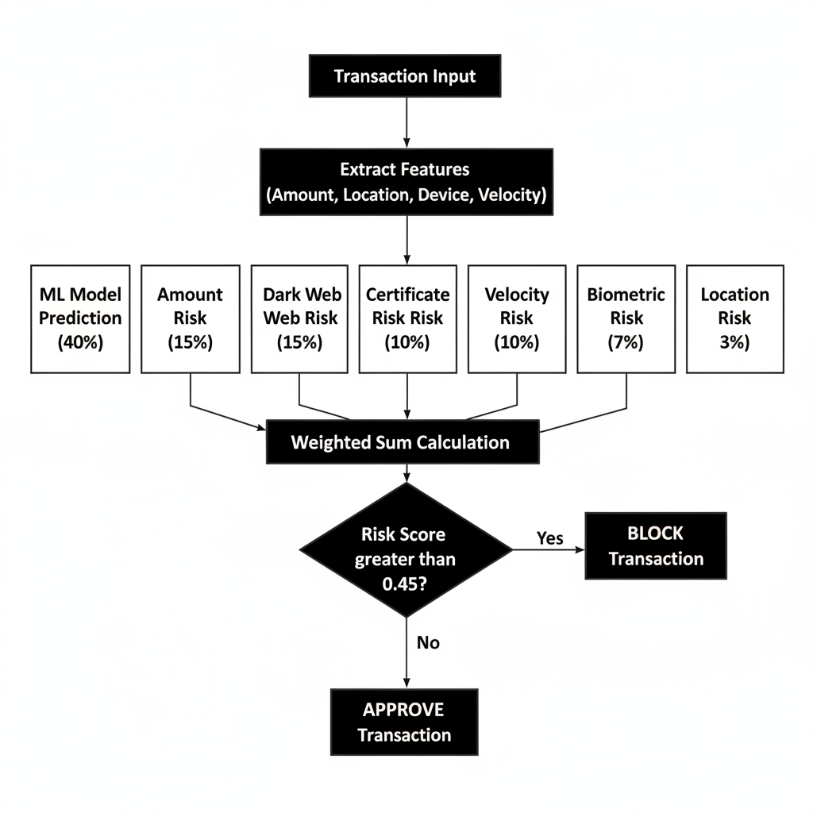 Transaction Input
Extract Features
(Amount, Location, Device, Velocity)
ML Model
Prediction
(40%)
Amount
Risk
(15%)
Dark Web
Web Risk
(15%)
Certificate
Risk Risk
(10%)
Velocity
Risk
(10%)
Biometric
Risk
(7%)
Location
Risk
3%)
Weighted Sum Calculation
Risk Score
greater than
0.45?
Yes
BLOCK
Transaction
No
APPROVE
Transaction